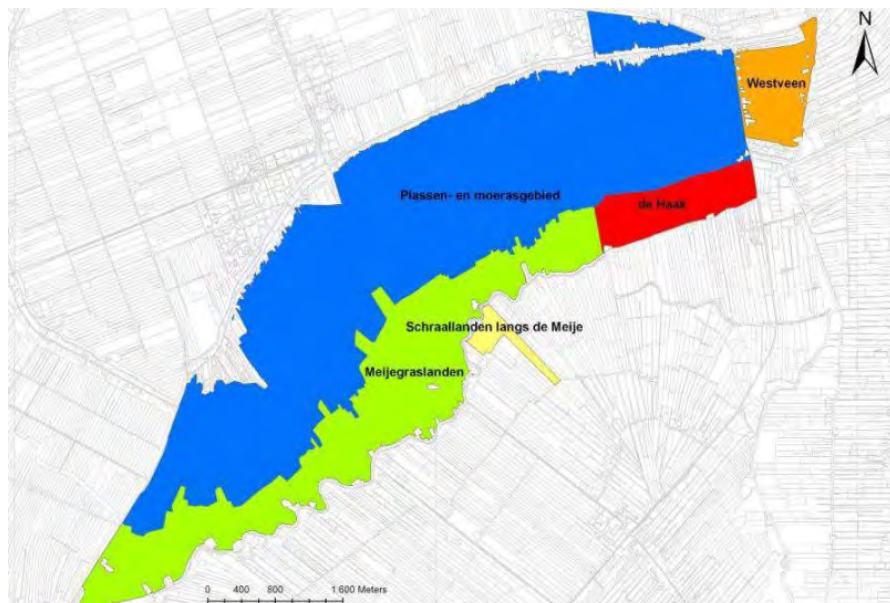 N
Westveen
Plassen- en moerasgebied
de Haak
Schraallanden langs de Meije
Meijegraslanden
0 400 800 1 600 Meters